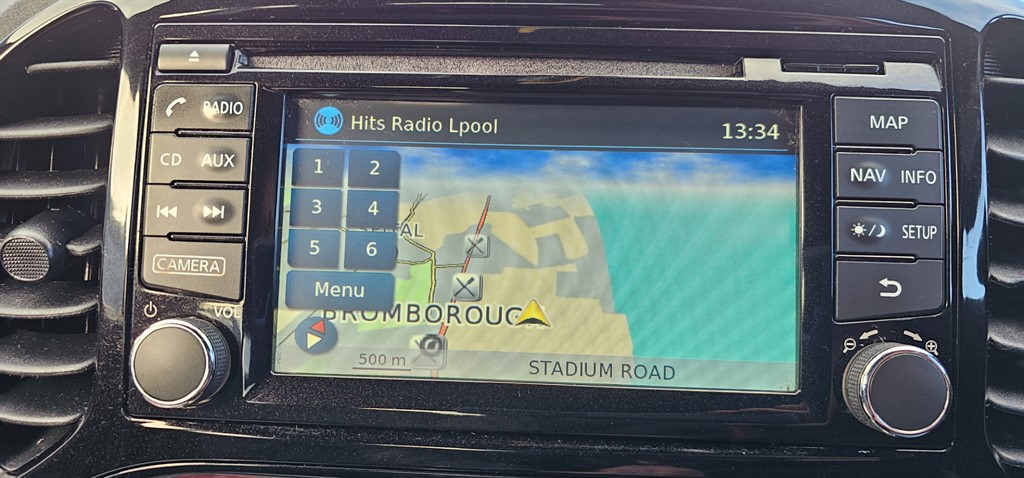 RADIO
CD AUX
CAMERA
VOL
Hits Radio Lpool
13:34
1 2
3 4
5 6
Menu
BROMBOROUG
500 m
STADIUM ROAD
MAP
NAV INFO
SETUP